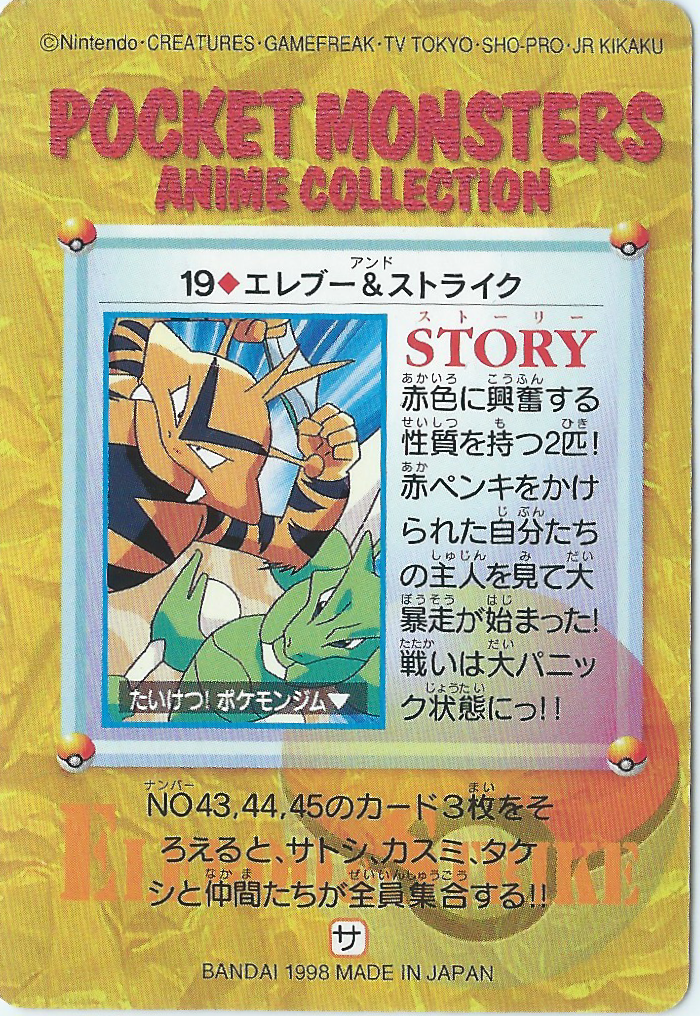 ©Nintendo・CREATURES・GAMEFREAK・TV TOKYO・SHO-PRO・JR KIKAKU
POCKET MONSTERS
ANIME COLLECTION
アンド
19◆エレブー&ストライク
ストーリー
STORY
あかいろ こうふん
赤色に興奮する
せいしつ も ひき
性質を持つ2匹!
あか
赤ペンキをかけ
じぶん
られた自分たち
しゅじん み だい
の主人を見て大
ぼうそう はじ
暴走が始まった!
たたか だい
戦いは大パニッ
じょうたい
ク状態にっ!!
たいけつ! ポケモンジム▼
ナンバー まい
NO43,44,45のカード3枚をそ
ろえると、サトシ、カスミ、タケ
なかま ぜいいんしゅうごう
シと仲間たちが全員集合する!!
サ
BANDAI 1998 MADE IN JAPAN